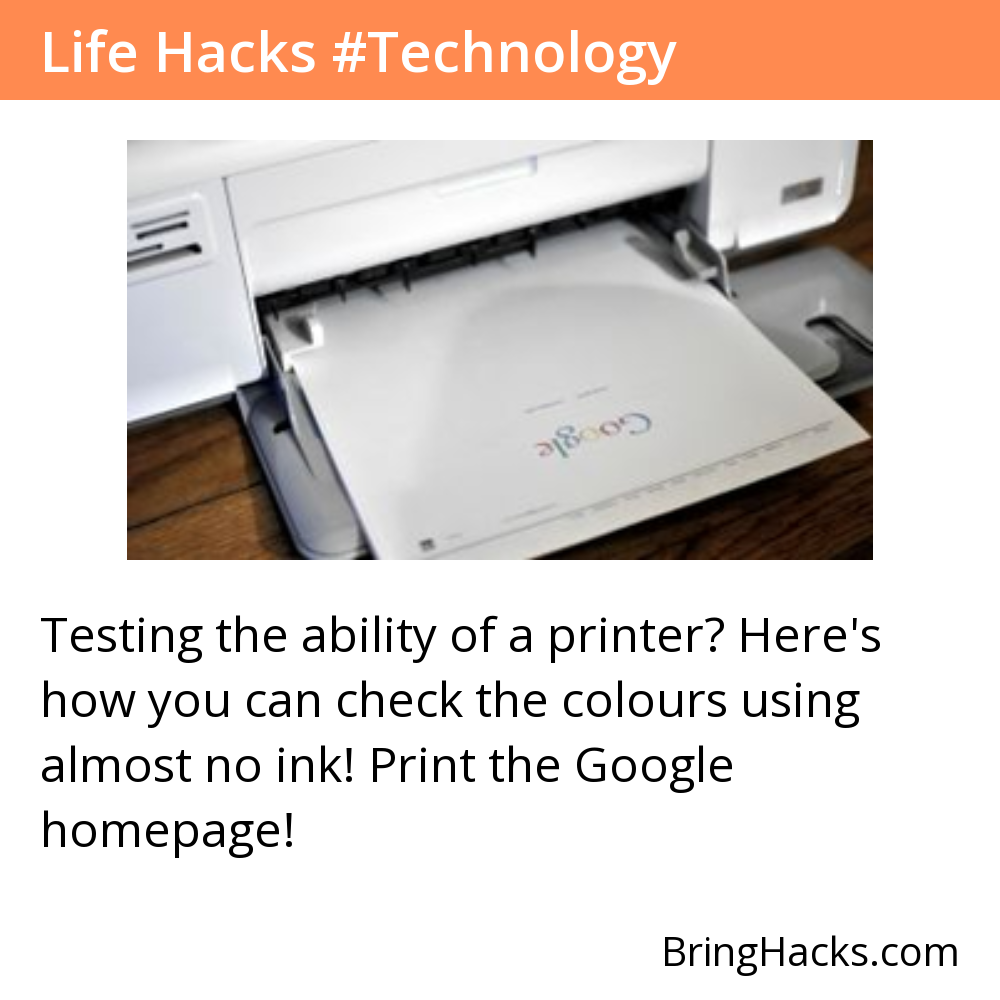 Life Hacks #Technology
Google
Testing the ability of a printer? Here's
how you can check the colours using
almost no ink! Print the Google
homepage!
BringHacks.com